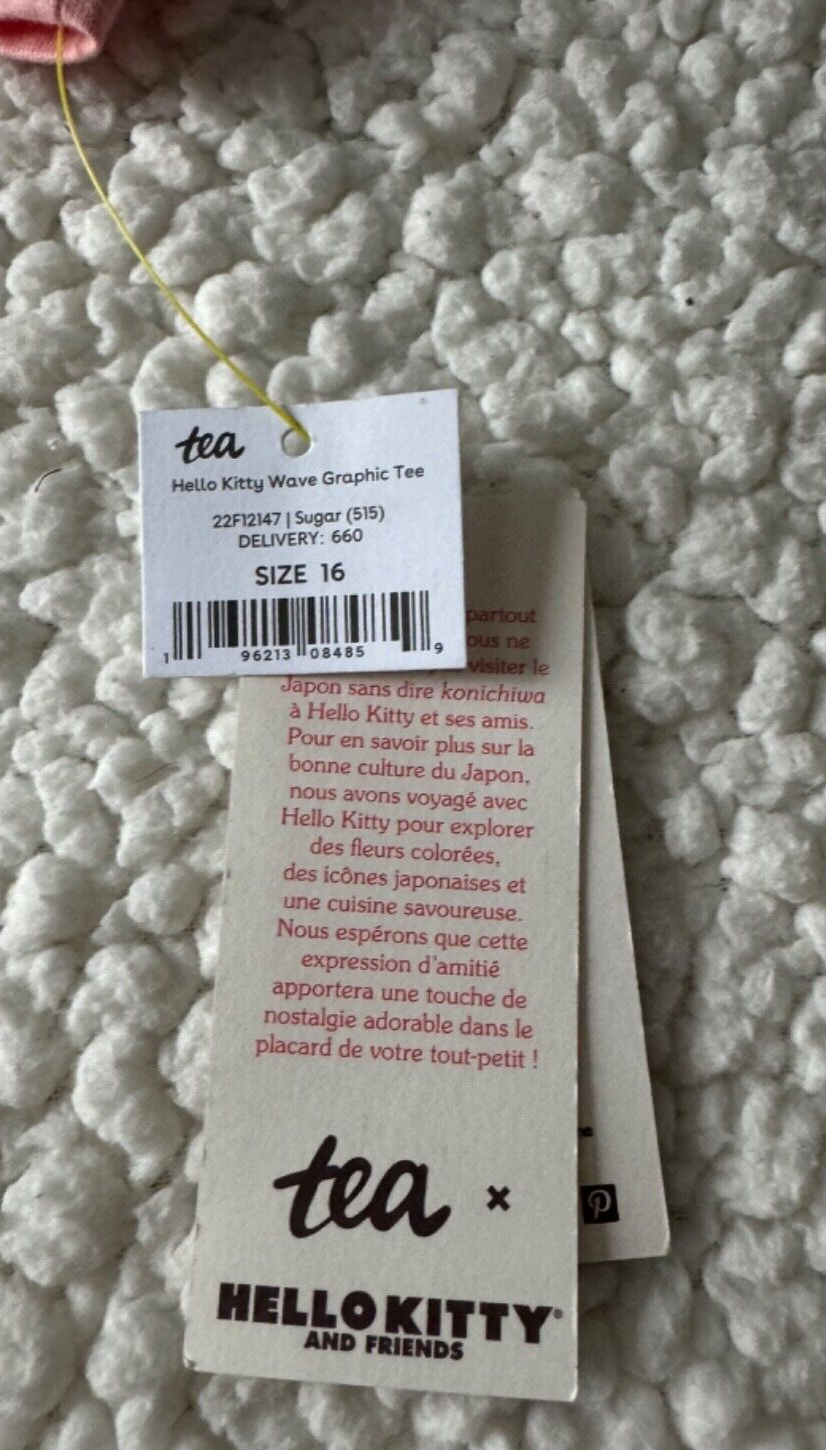 tea
Hello Kitty Wave Graphic Tee
22F12147 | Sugar (515)
DELIVERY: 660
SIZE 16
1 96213 08485 9
partout
ous ne
visiter le
Japon sans dire konichiwa
à Hello Kitty et ses amis.
Pour en savoir plus sur la
bonne culture du Japon,
nous avons voyagé avec
Hello Kitty pour explorer
des fleurs colorées,
des icônes japonaises et
une cuisine savoureuse.
Nous espérons que cette
expression d'amitié
apportera une touche de
nostalgie adorable dans le
placard de votre tout-petit !
tea ×
HELLO KITTY®
AND FRIENDS